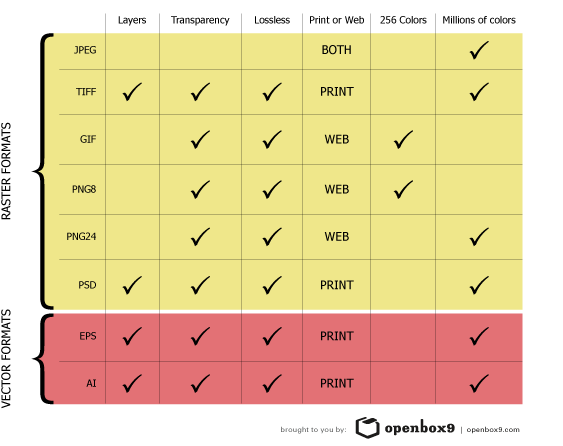 Layers Transparency Lossless Print or Web 256 Colors Millions of colors
RASTER FORMATS
JPEG BOTH ✓
TIFF ✓ ✓ ✓ PRINT ✓
GIF ✓ ✓ WEB ✓
PNG8 ✓ ✓ WEB ✓
PNG24 ✓ ✓ WEB ✓
PSD ✓ ✓ ✓ PRINT ✓
VECTOR FORMATS
EPS ✓ ✓ ✓ PRINT ✓
AI ✓ ✓ ✓ PRINT ✓
brought to you by: openbox9 | openbox9.com